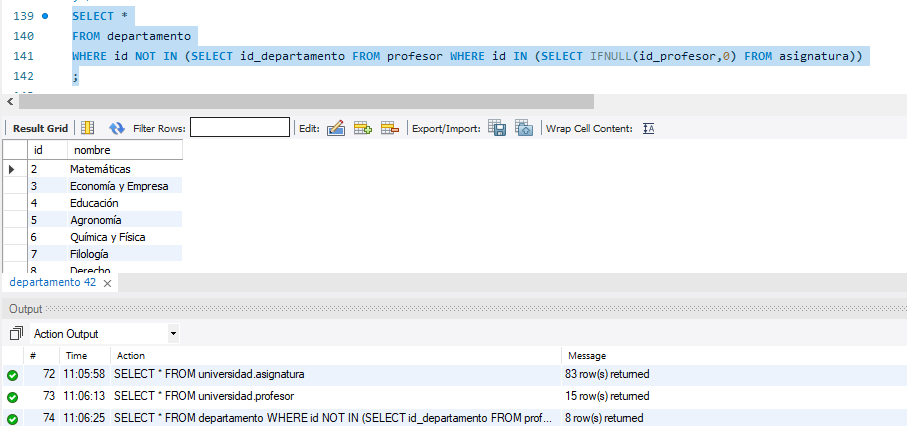 139 SELECT *
140 FROM departamento
141 WHERE id NOT IN (SELECT id_departamento FROM profesor WHERE id IN (SELECT IFNULL(id_profesor,0) FROM asignatura))
142 ;
Result Grid Filter Rows: Edit: Export/Import: Wrap Cell Content: IA
id nombre
2 Matemáticas
3 Economía y Empresa
4 Educación
5 Agronomía
6 Química y Física
7 Filología
8 Derecho
departamento 42 ×
Output
Action Output
# Time Action Message
72 11:05:58 SELECT * FROM universidad.asignatura 83 row(s) returned
73 11:06:13 SELECT * FROM universidad.profesor 15 row(s) returned
74 11:06:25 SELECT * FROM departamento WHERE id NOT IN (SELECT id_departamento FROM prof... 8 row(s) returned